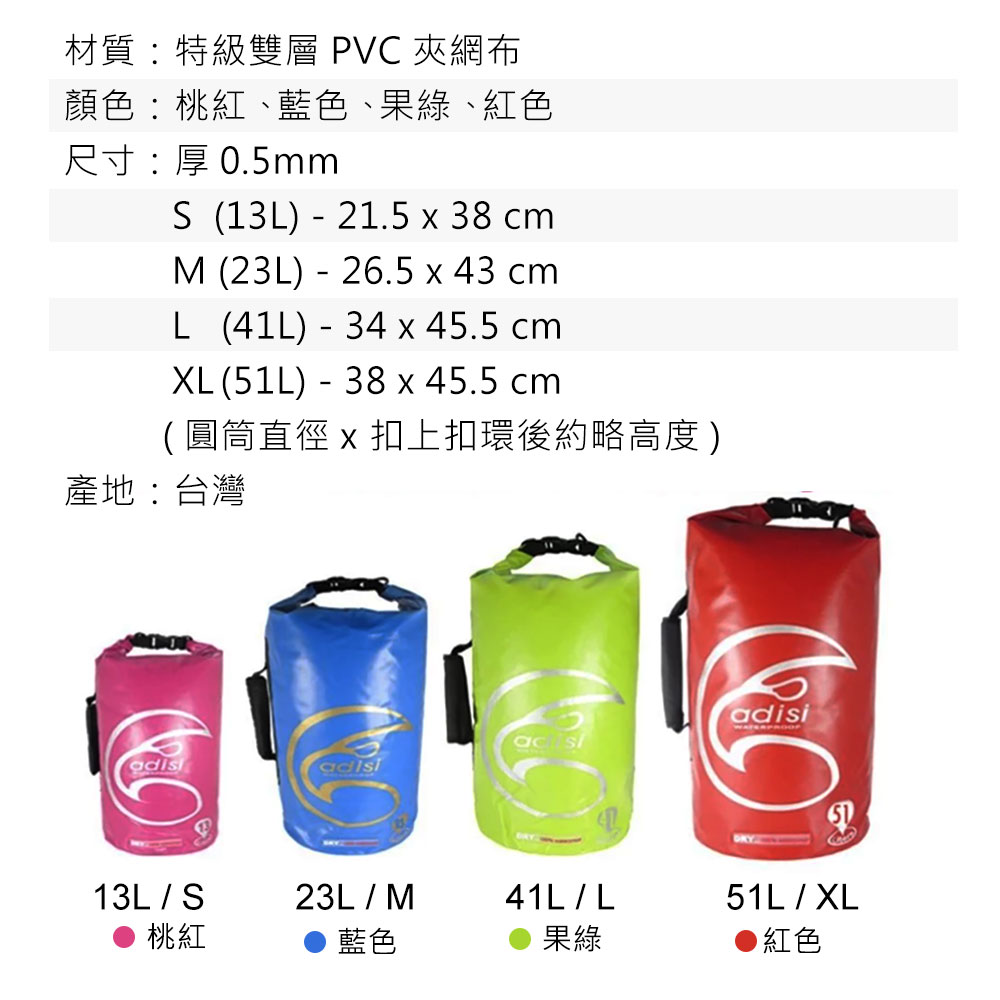 材質：特級雙層 PVC 夾網布
顏色：桃紅、藍色、果綠、紅色
尺寸：厚 0.5mm
S (13L) - 21.5 x 38 cm
M (23L) - 26.5 x 43 cm
L (41L) - 34 x 45.5 cm
XL (51L) - 38 x 45.5 cm
( 圓筒直徑 x 扣上扣環後約略高度 )
產地：台灣
adisi
adisi
adisi
adisi
WATERPROOF
13
51
DRY
DRY
DRY
13L / S
23L / M
41L / L
51L / XL
桃紅
藍色
果綠
紅色